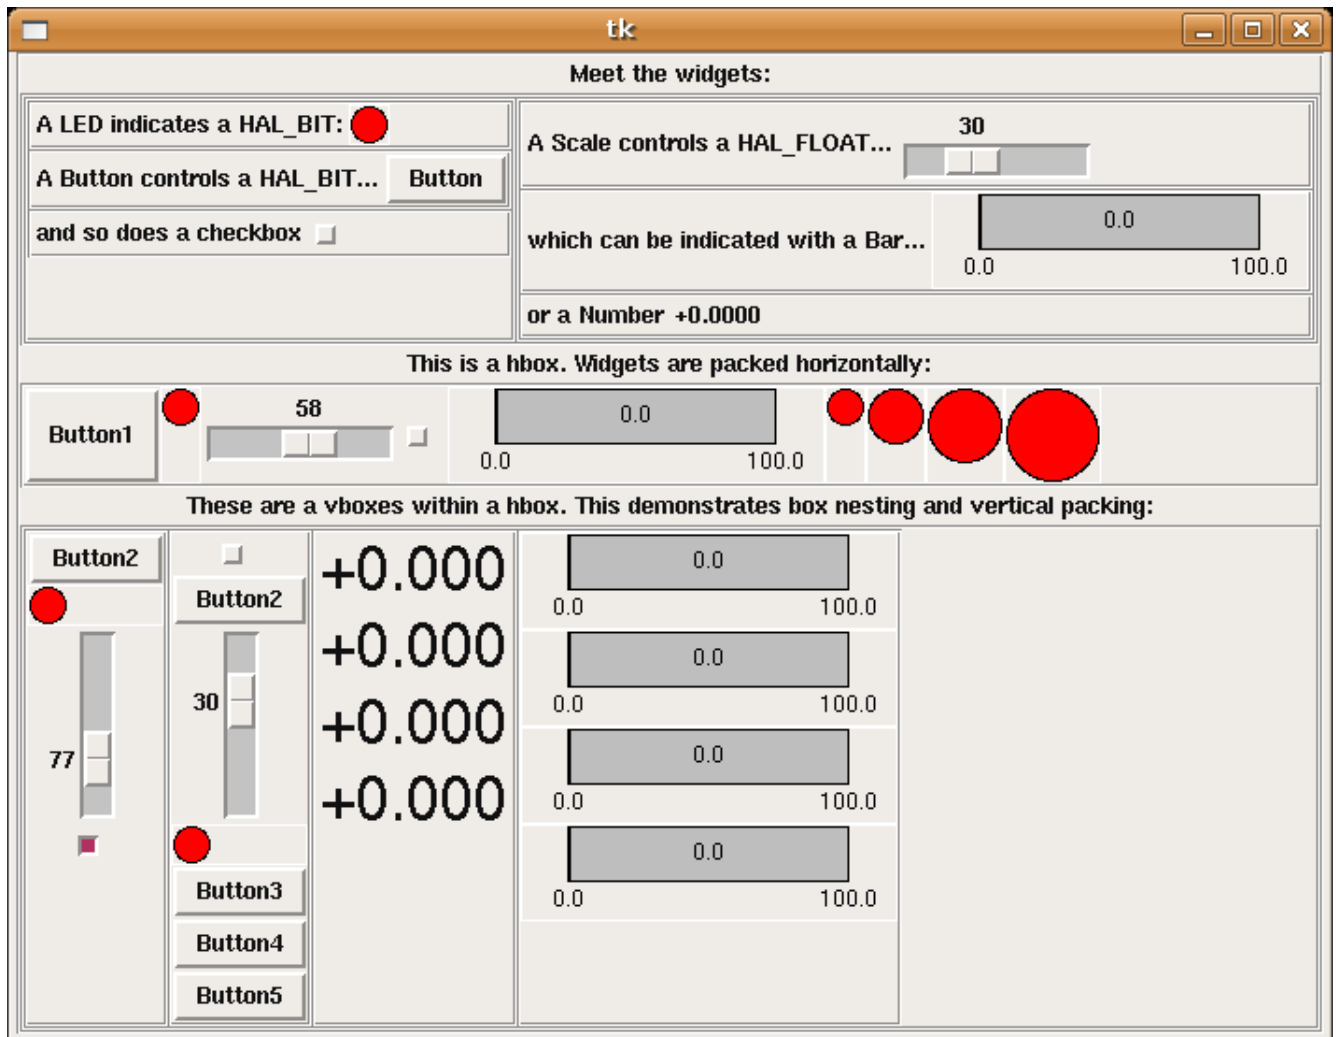 tk
Meet the widgets:
A LED indicates a HAL_BIT:
A Button controls a HAL_BIT... Button
and so does a checkbox
30
A Scale controls a HAL_FLOAT...
0.0
which can be indicated with a Bar...
0.0 100.0
or a Number +0.0000
This is a hbox. Widgets are packed horizontally:
Button1
58
0.0
0.0 100.0
These are a vboxes within a hbox. This demonstrates box nesting and vertical packing:
Button2
77
Button2
30
Button3
Button4
Button5
+0.000
+0.000
+0.000
+0.000
0.0
0.0 100.0
0.0
0.0 100.0
0.0
0.0 100.0
0.0
0.0 100.0